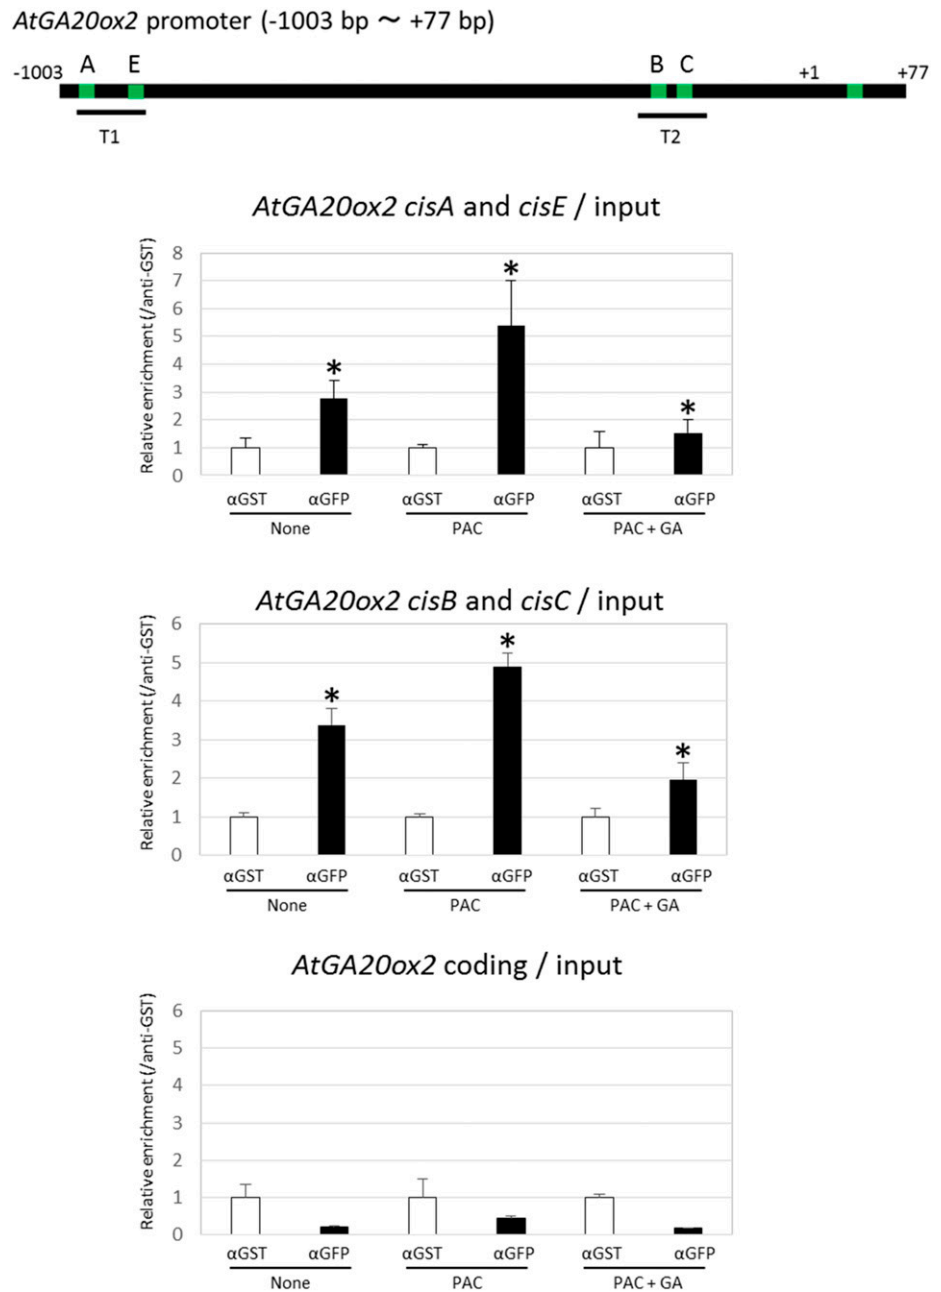 AtGA20ox2 promoter (-1003 bp ～ +77 bp)
-1003 A E B C +1 +77
T1 T2
AtGA20ox2 cisA and cisE / input
Relative enrichment (/anti-GST)
8
7
6
5
4
3
2
1
0
* * *
αGST αGFP αGST αGFP αGST αGFP
None PAC PAC + GA
AtGA20ox2 cisB and cisC / input
Relative enrichment (/anti-GST)
6
5
4
3
2
1
0
* * *
αGST αGFP αGST αGFP αGST αGFP
None PAC PAC + GA
AtGA20ox2 coding / input
Relative enrichment (/anti-GST)
6
5
4
3
2
1
0
αGST αGFP αGST αGFP αGST αGFP
None PAC PAC + GA